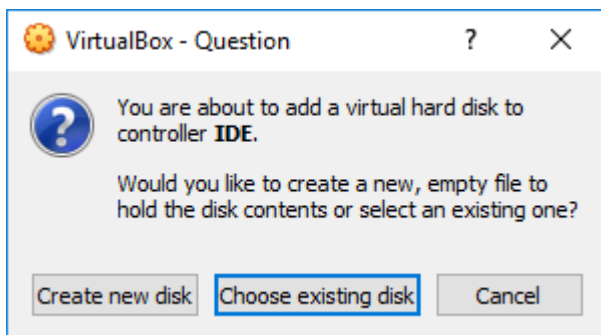 VirtualBox - Question
You are about to add a virtual hard disk to
controller IDE.
Would you like to create a new, empty file to
hold the disk contents or select an existing one?
Create new disk
Choose existing disk
Cancel